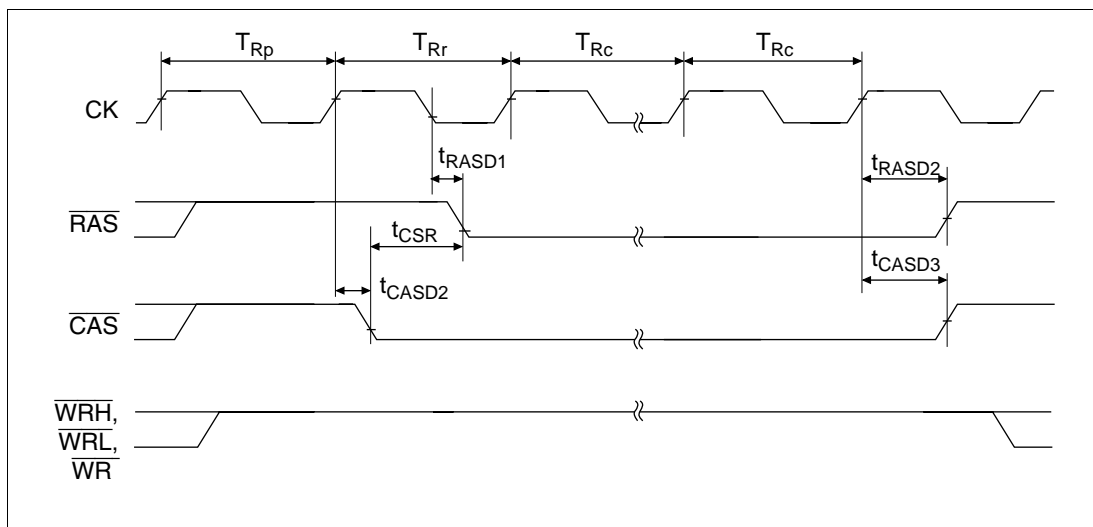 TRp TRr TRc TRc
CK
tRASD1
tRASD2
RAS
tCSR
tCASD3
tCASD2
CAS
WRH,
WRL,
WR